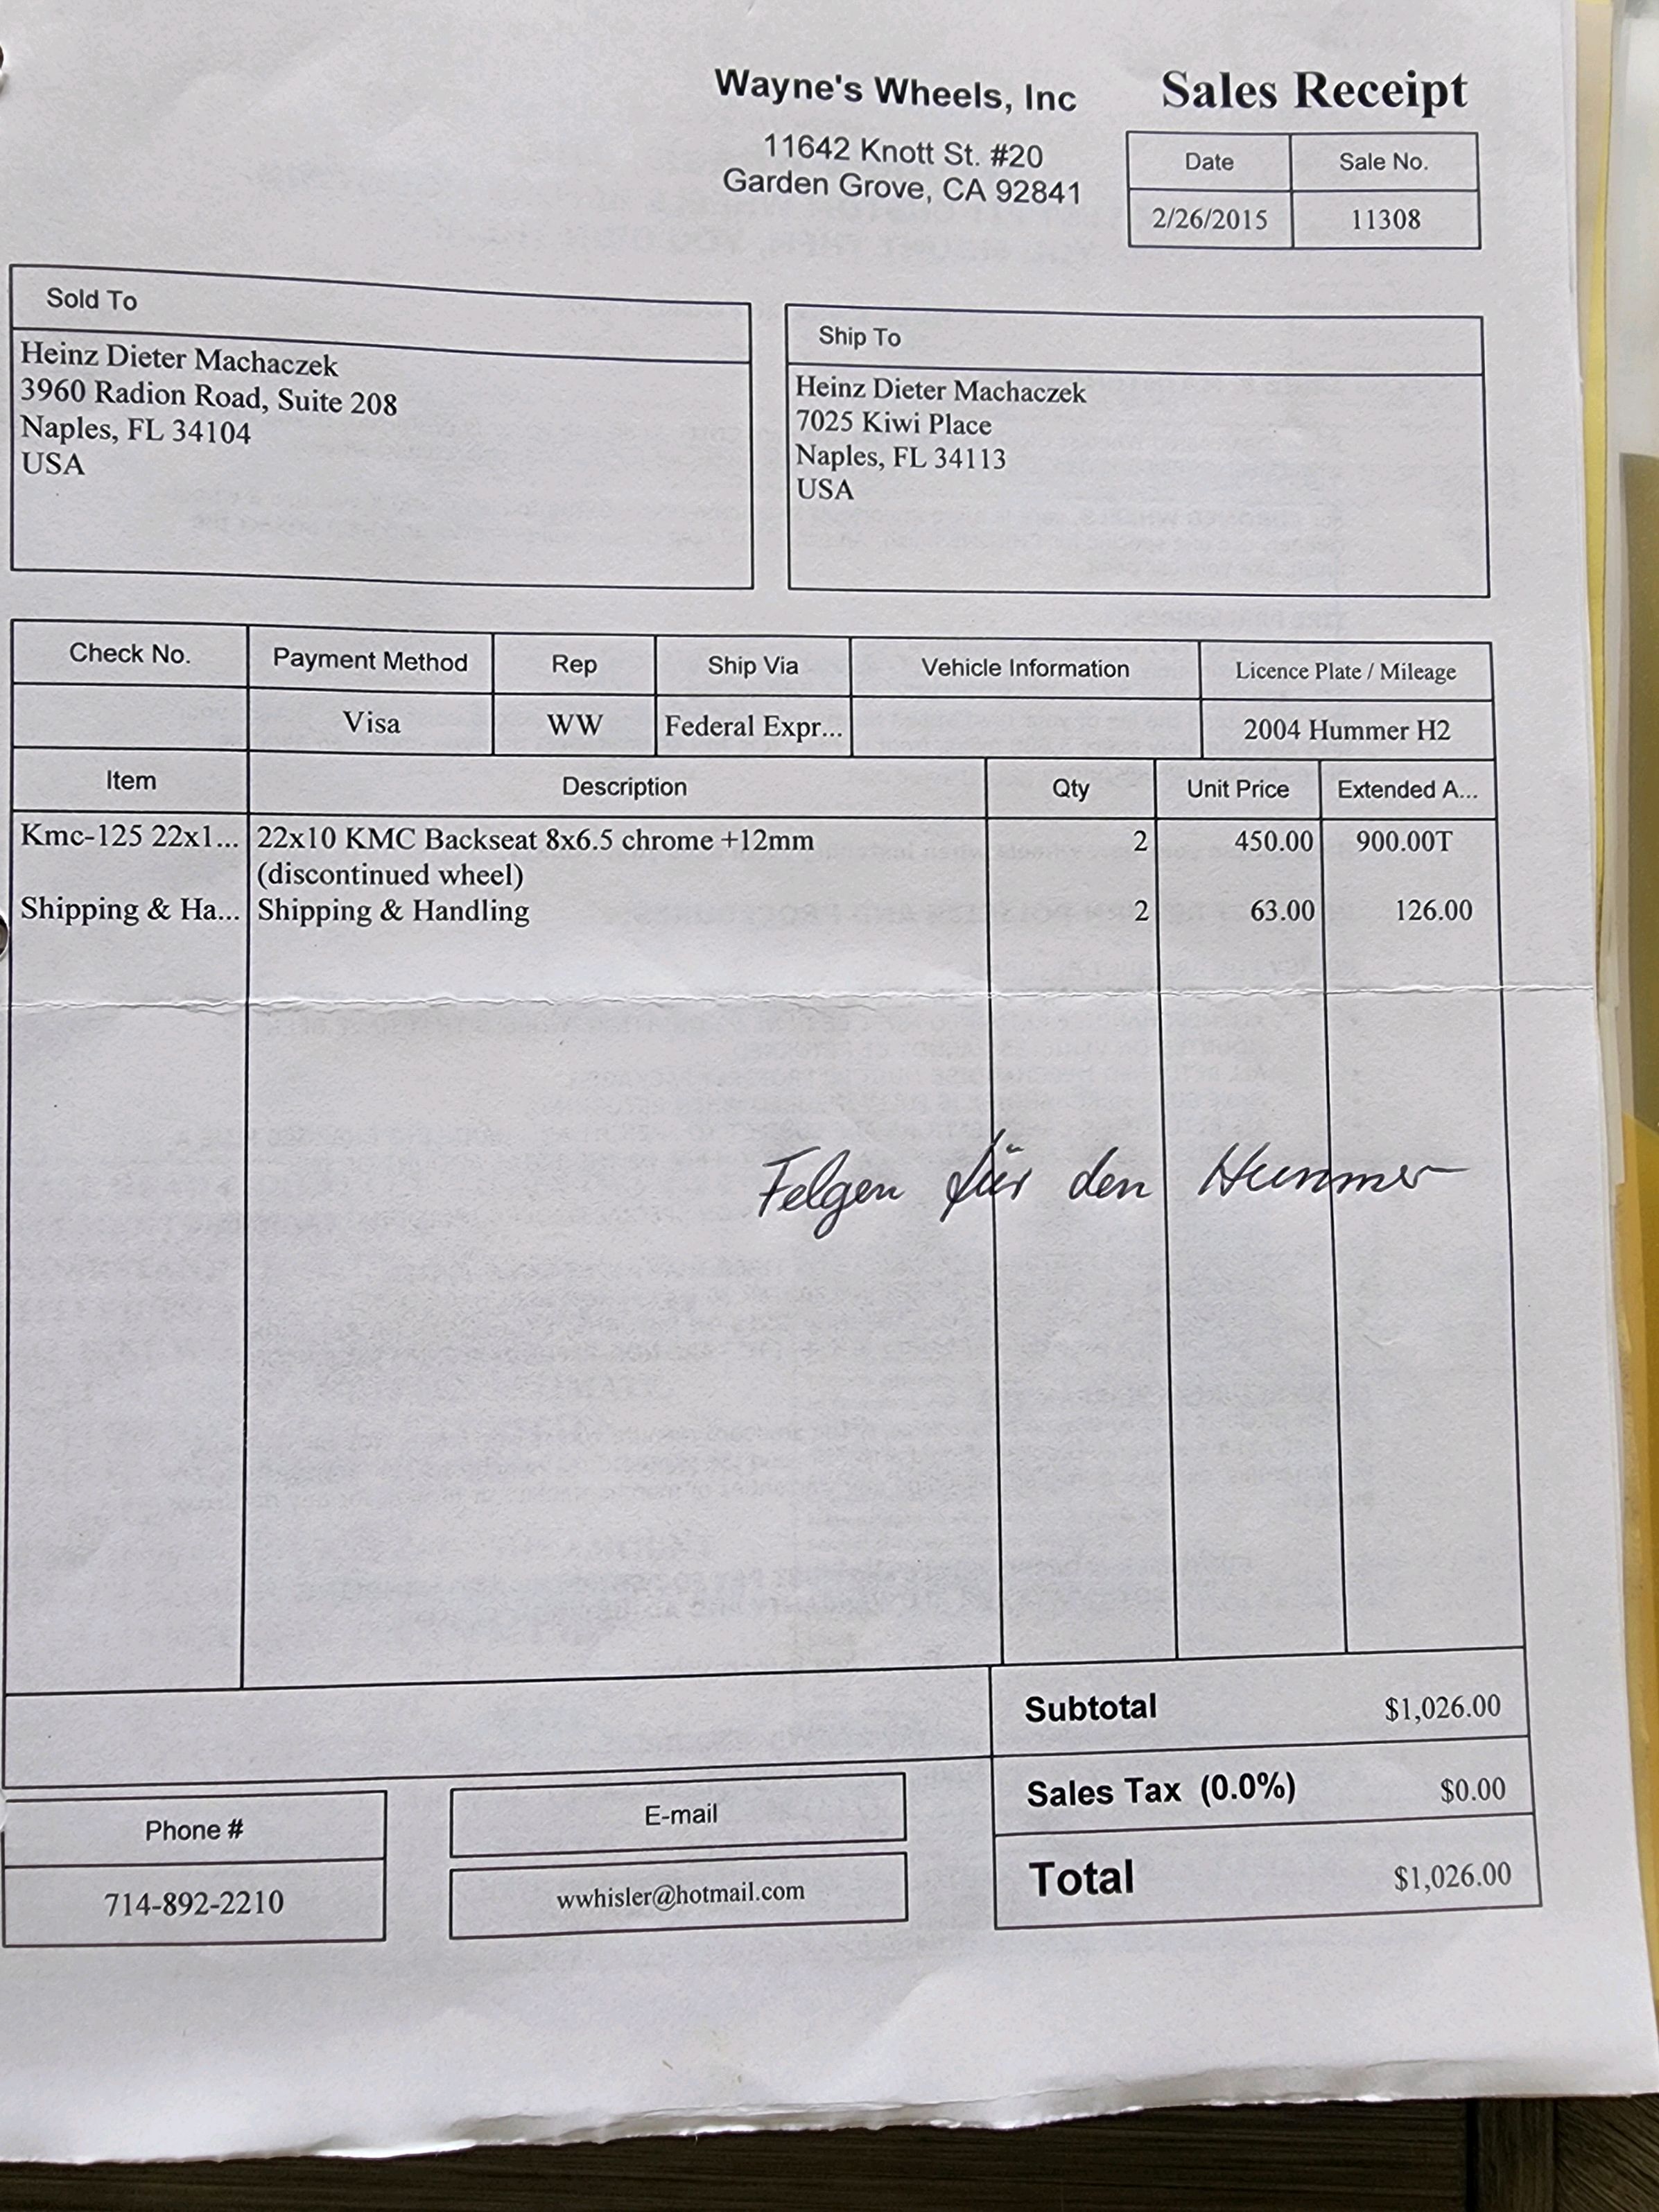 Wayne's Wheels, Inc
11642 Knott St. #20
Garden Grove, CA 92841
Sales Receipt
Date Sale No.
2/26/2015 11308
Sold To
Heinz Dieter Machaczek
3960 Radion Road, Suite 208
Naples, FL 34104
USA
Ship To
Heinz Dieter Machaczek
7025 Kiwi Place
Naples, FL 34113
USA
Check No. Payment Method Rep Ship Via Vehicle Information Licence Plate / Mileage
Visa WW Federal Expr... 2004 Hummer H2
Item Description Qty Unit Price Extended A...
Kmc-125 22x1... 22x10 KMC Backseat 8x6.5 chrome +12mm 2 450.00 900.00T
(discontinued wheel)
Shipping & Ha... Shipping & Handling 2 63.00 126.00
Felgen für den Hummer
Subtotal $1,026.00
Sales Tax (0.0%) $0.00
Total $1,026.00
Phone #
714-892-2210
E-mail
wwhisler@hotmail.com